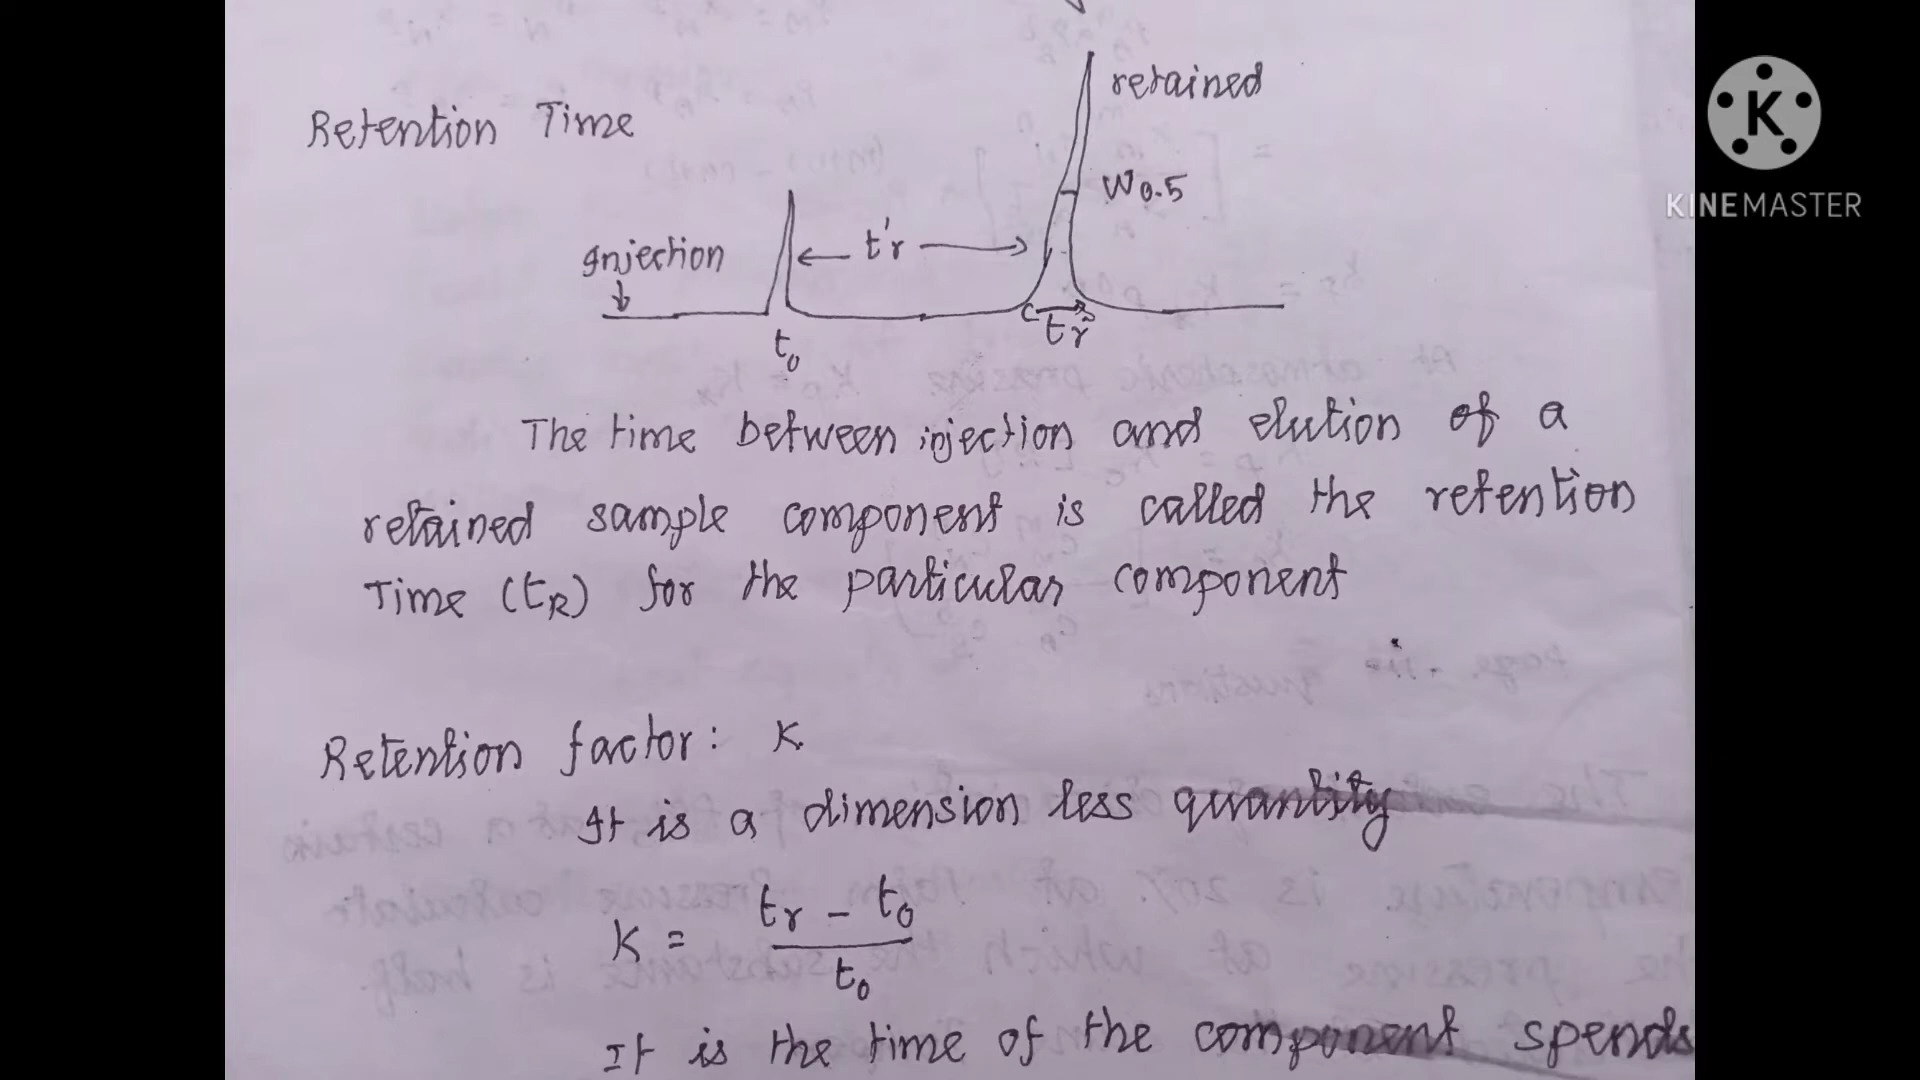 retained
Retention Time
W0.5
t'r
Injection
t0
tr
The time between injection and elution of a
retained sample component is called the retention
Time (tR) for the particular component
Retention factor: K
It is a dimension less quantity
K = tr - t0 / t0
It is the time of the component spends
K
KINEMASTER